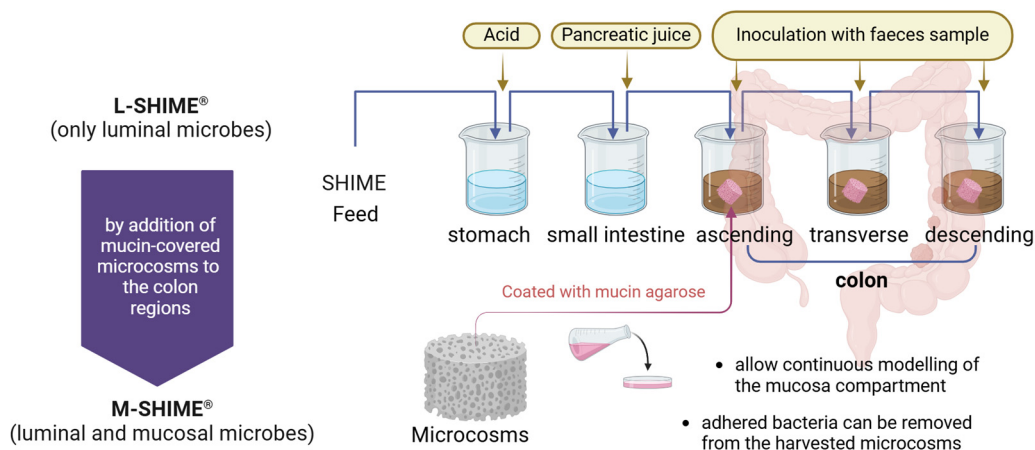 Acid
Pancreatic juice
Inoculation with faeces sample
L-SHIME®
(only luminal microbes)
by addition of
mucin-covered
microcosms to
the colon
regions
M-SHIME®
(luminal and mucosal microbes)
SHIME
Feed
stomach
small intestine
ascending
transverse
descending
colon
Coated with mucin agarose
Microcosms
• allow continuous modelling of
the mucosa compartment
• adhered bacteria can be removed
from the harvested microcosms